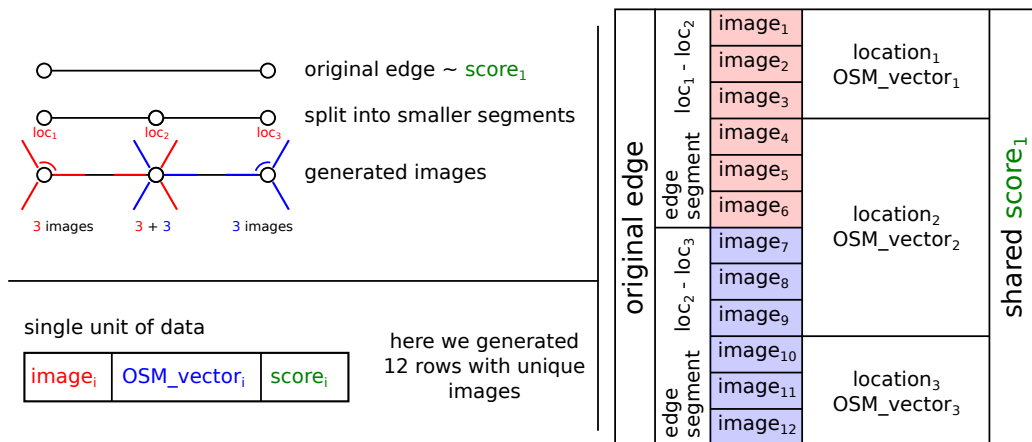 original edge ~ score₁
split into smaller segments
loc₁
loc₂
loc₃
generated images
3 images
3 + 3
3 images
single unit of data
image_i
OSM_vector_i
score_i
here we generated
12 rows with unique
images
original edge
edge
segment
loc₁ - loc₂
edge
segment
loc₂ - loc₃
image₁
image₂
image₃
image₄
image₅
image₆
image₇
image₈
image₉
image₁₀
image₁₁
image₁₂
location₁
OSM_vector₁
location₂
OSM_vector₂
location₃
OSM_vector₃
shared score₁